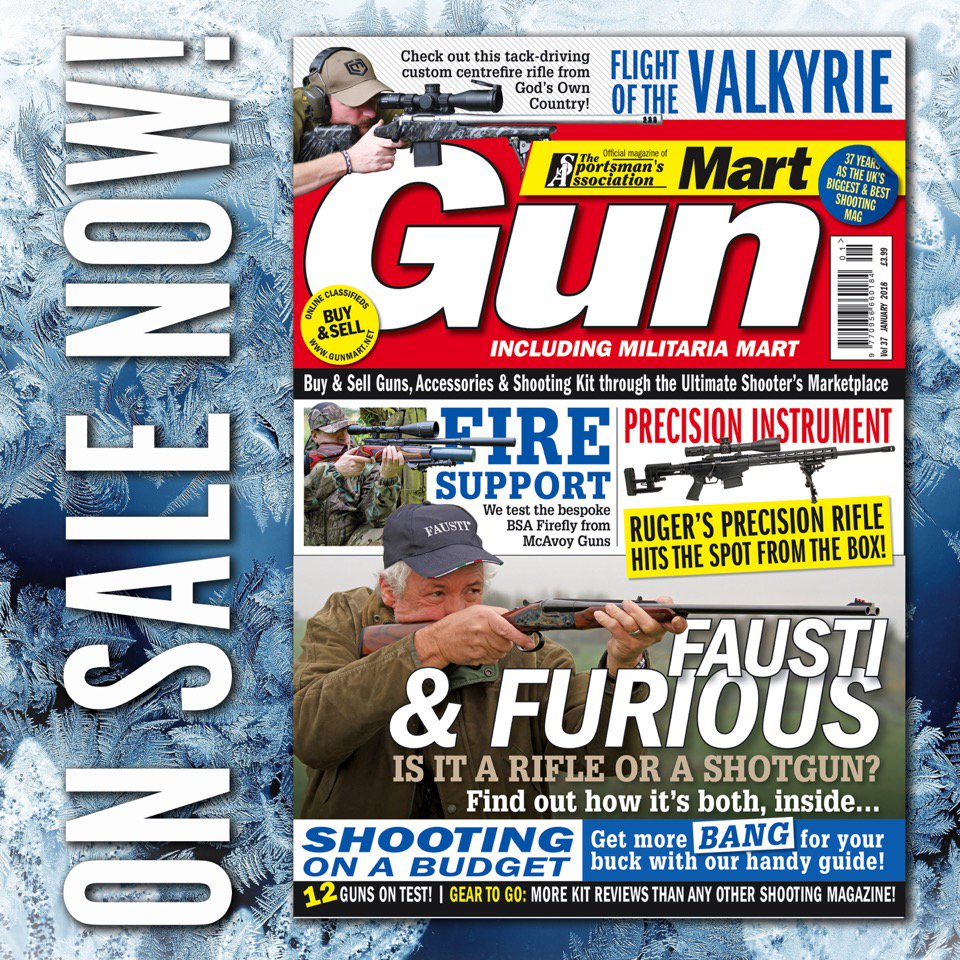 ON SALE NOW!
Check out this tack-driving
custom centrefire rifle from
God's Own
Country!
FLIGHT
OF THE
VALKYRIE
Official magazine of
The
Sportsman's
Association
Mart
37 YEARS
AS THE UK'S
BIGGEST & BEST
SHOOTING
MAG
Gun
ONLINE CLASSIFIEDS
BUY
& SELL
WWW.GUNMART.NET
INCLUDING MILITARIA MART
01>
9 770956 660184
Vol 37 JANUARY 2018 £3.99
Buy & Sell Guns, Accessories & Shooting Kit through the Ultimate Shooter's Marketplace
FIRE
SUPPORT
We test the bespoke
BSA Firefly from
McAvoy Guns
PRECISION INSTRUMENT
RUGER'S PRECISION RIFLE
HITS THE SPOT FROM THE BOX!
FAUSTI
FAUSTI
& FURIOUS
IS IT A RIFLE OR A SHOTGUN?
Find out how it's both, inside...
SHOOTING
ON A BUDGET
Get more BANG for your
buck with our handy guide!
12 GUNS ON TEST! | GEAR TO GO: MORE KIT REVIEWS THAN ANY OTHER SHOOTING MAGAZINE!